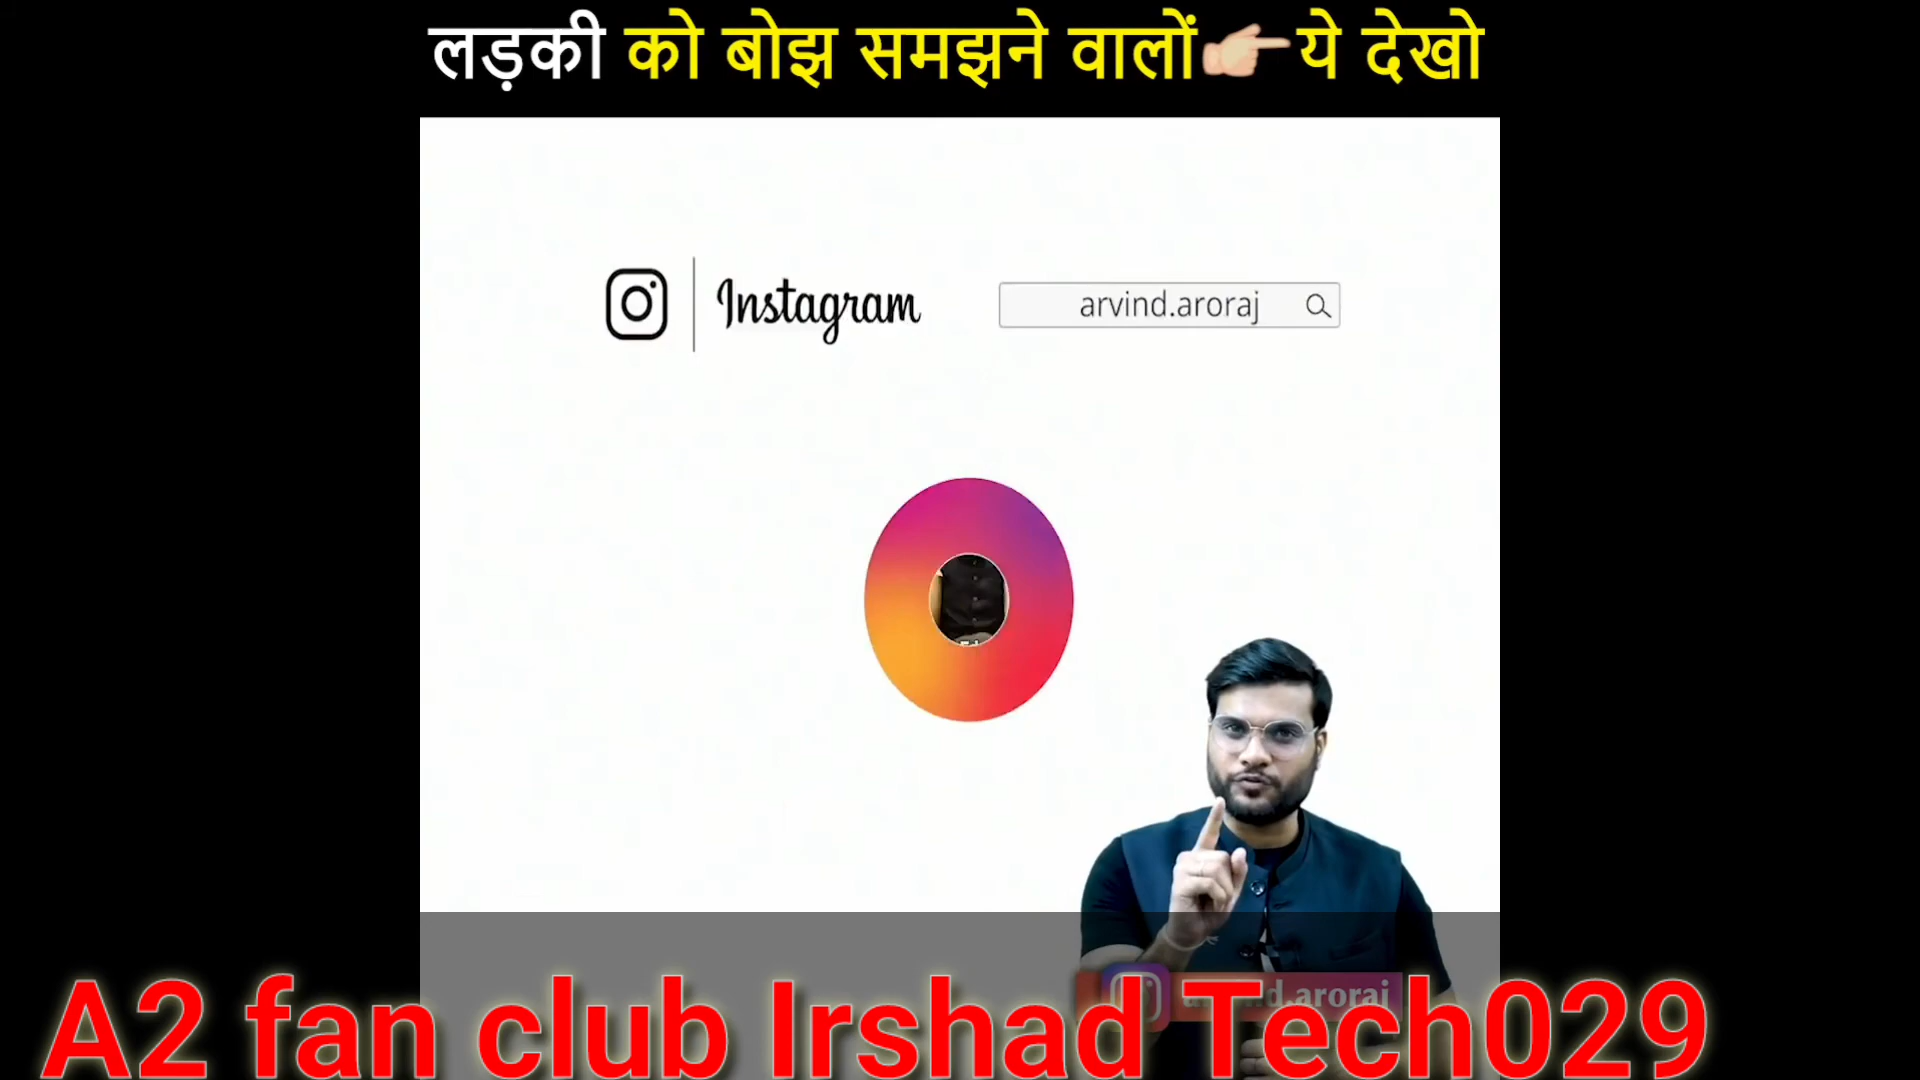 लड़की को बोझ समझने वालों👉🏼ये देखो
Instagram
arvind.aroraj
A2 fan club Irshad Tech029